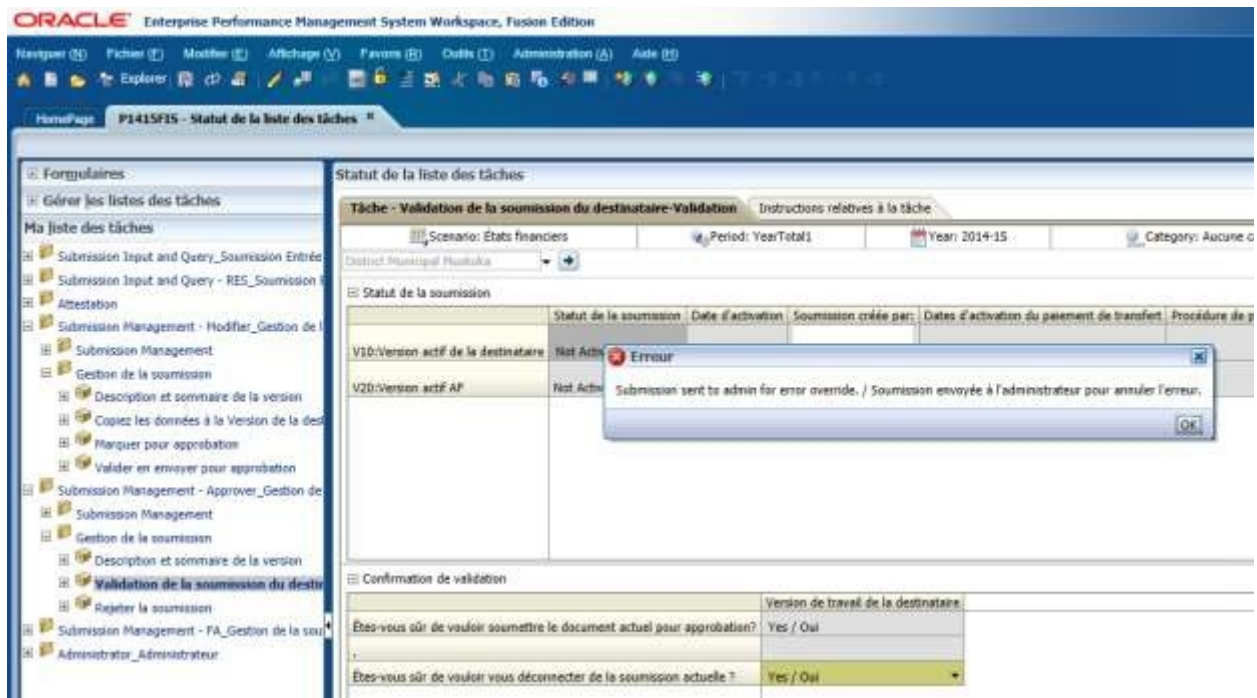 ORACLE Enterprise Performance Management System Workspace, Fusion Edition
Naviguer (N) Fichier (F) Modifier (E) Affichage (V) Favoris (R) Outils (T) Administration (A) Aide (H)
Explorer
HomePage P1415FIS - Statut de la liste des tâches
Formulaires
Gérer les listes des tâches
Ma liste des tâches
Submission Input and Query_Soumission Entrée
Submission Input and Query - RES_Soumission E
Attestation
Submission Management - Modifier_Gestion de l
Submission Management
Gestion de la soumission
Description et sommaire de la version
Copiez les données à la Version de la dest
Marquer pour approbation
Valider en envoyer pour approbation
Submission Management - Approver_Gestion de
Submission Management
Gestion de la soumission
Description et sommaire de la version
Validation de la soumission du destin
Rejeter la soumission
Submission Management - FA_Gestion de la sou
Administrator_Administrateur
Statut de la liste des tâches
Tâche - Validation de la soumission du destinataire-Validation Instructions relatives à la tâche
Scenario: États financiers Period: YearTotal1 Year: 2014-15 Category: Aucune c
District Municipal Muskoka
Statut de la soumission
Statut de la soumission Date d'activation Soumission créée par: Dates d'activation du paiement de transfert Procédure de p
V10:Version actif de la destinataire Not Activ
V20:Version actif AP Not Activ
Erreur
Submission sent to admin for error override. / Soumission envoyée à l'administrateur pour annuler l'erreur.
OK
Confirmation de validation
Version de travail de la destinataire
Êtes-vous sûr de vouloir soumettre le document actuel pour approbation? Yes / Oui
.
Êtes-vous sûr de vouloir vous déconnecter de la soumission actuelle ? Yes / Oui